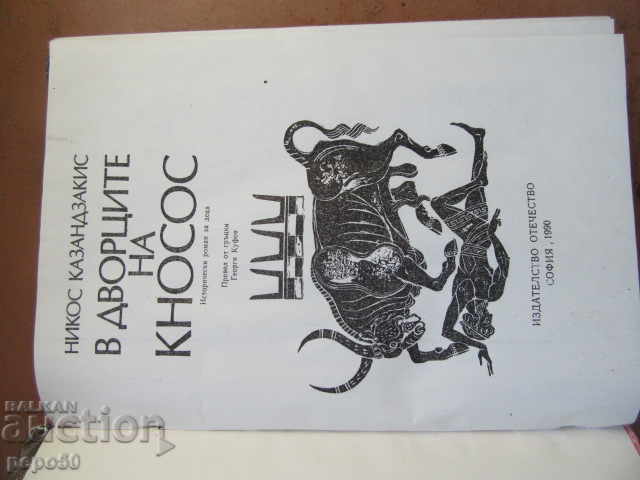 НИКОС КАЗАНДЗАКИС
В ДВОРЦИТЕ
НА
КНОСОС
Исторически роман за деца
Превел от гръцки
Георги Куфов
ИЗДАТЕЛСТВО ОТЕЧЕСТВО
СОФИЯ, 1990
BALKAN
auction
pepo50